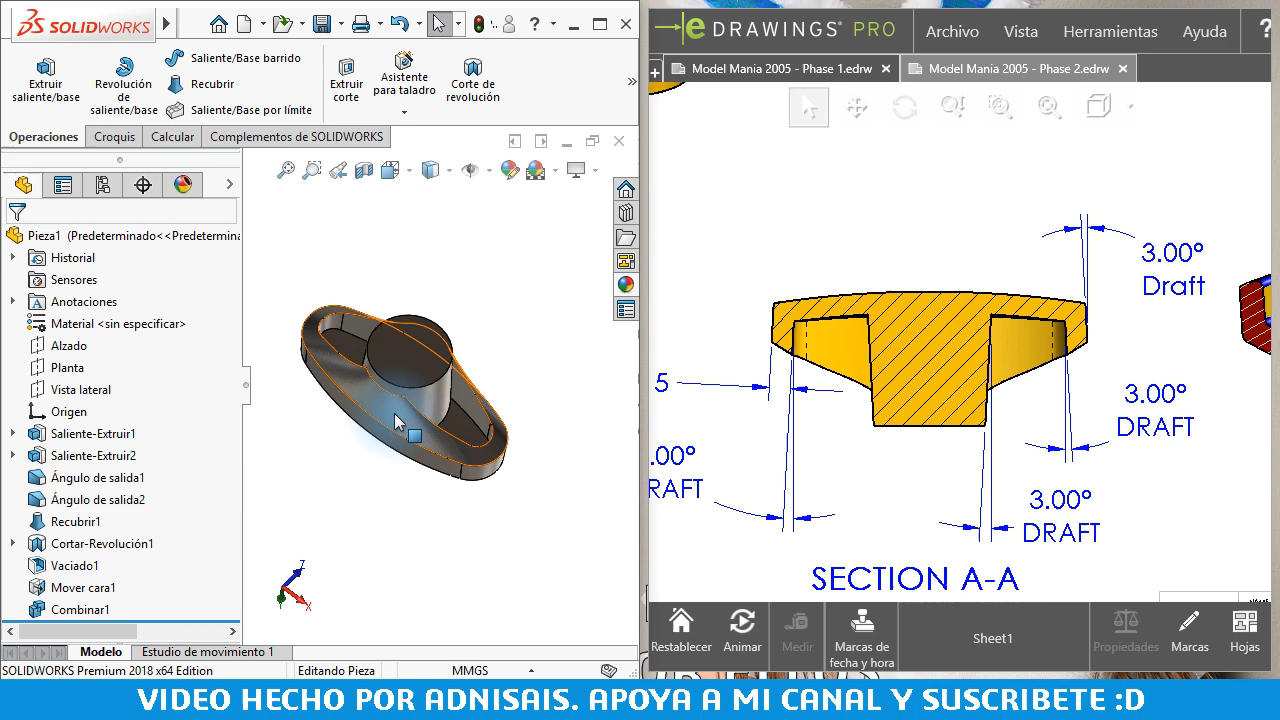 SOLIDWORKS
Extruir saliente/base
Revolución de saliente/base
Saliente/Base barrido
Recubrir
Saliente/Base por límite
Extruir corte
Asistente para taladro
Corte de revolución
Operaciones
Croquis
Calcular
Complementos de SOLIDWORKS
Pieza1 (Predeterminado<<Predetermina
Historial
Sensores
Anotaciones
Material <sin especificar>
Alzado
Planta
Vista lateral
Origen
Saliente-Extruir1
Saliente-Extruir2
Ángulo de salida1
Ángulo de salida2
Recubrir1
Cortar-Revolución1
Vaciado1
Mover cara1
Combinar1
Z
X
Modelo
Estudio de movimiento 1
SOLIDWORKS Premium 2018 x64 Edition
Editando Pieza
MMGS
eDRAWINGS® PRO
Archivo
Vista
Herramientas
Ayuda
?
Model Mania 2005 - Phase 1.edrw
Model Mania 2005 - Phase 2.edrw
3.00°
Draft
5
3.00°
DRAFT
.00°
RAFT
3.00°
DRAFT
SECTION A-A
Restablecer
Animar
Medir
Marcas de fecha y hora
Sheet1
Propiedades
Marcas
Hojas
VIDEO HECHO POR ADNISAIS. APOYA A MI CANAL Y SUSCRIBETE :D